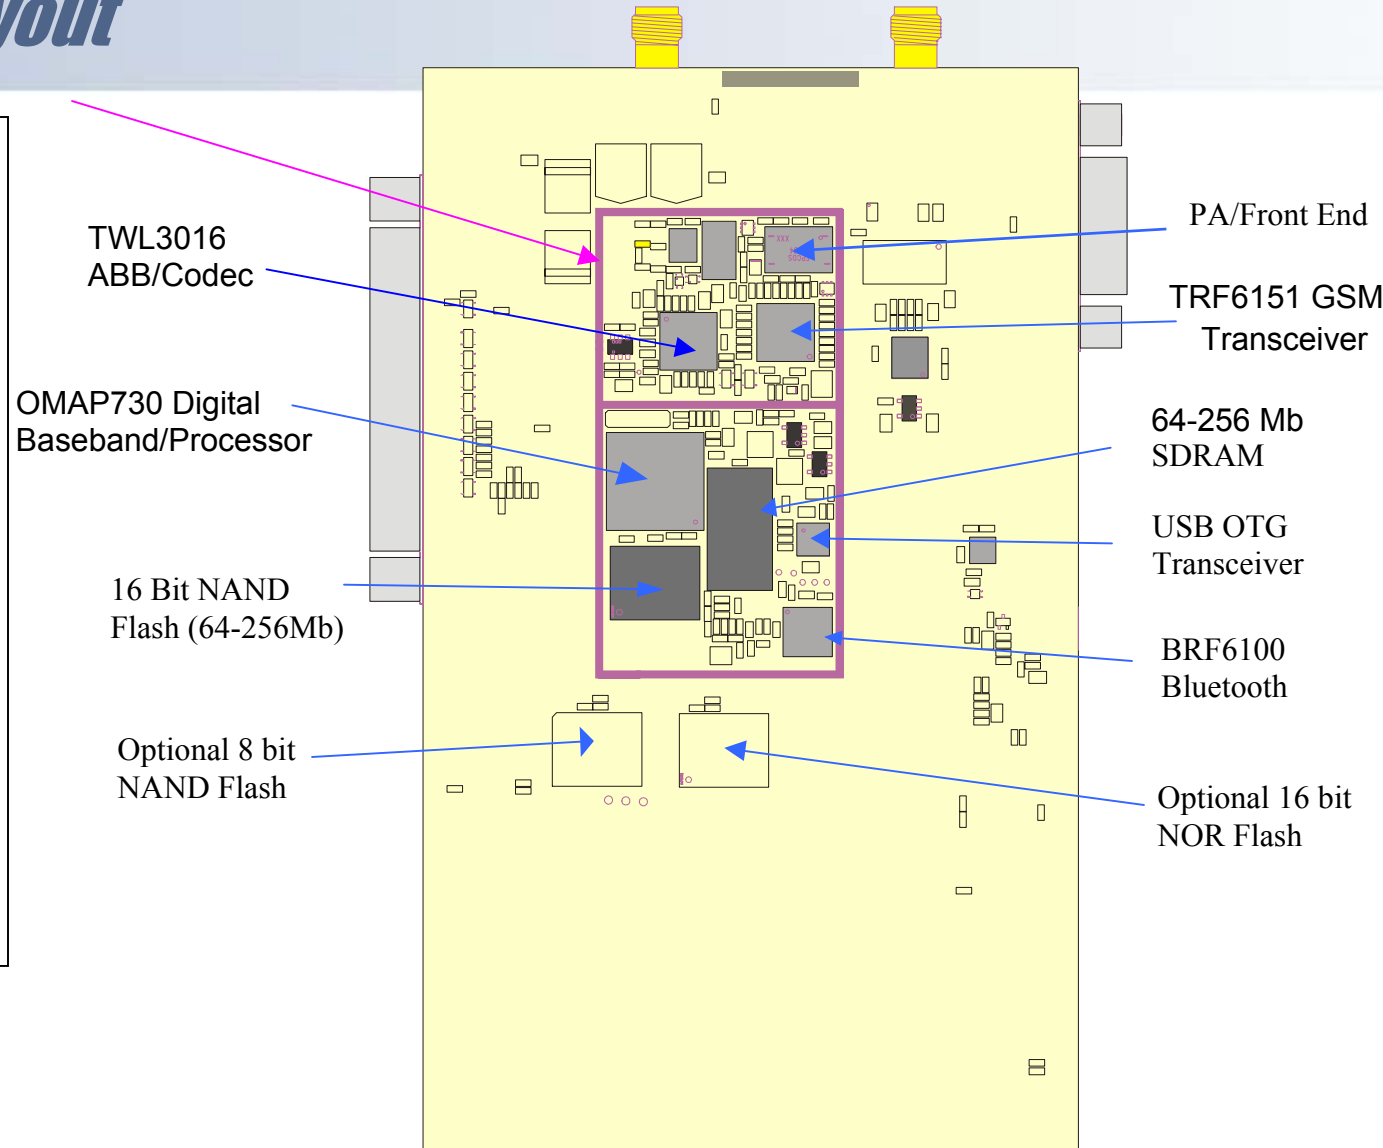 yout
TWL3016
ABB/Codec
OMAP730 Digital
Baseband/Processor
16 Bit NAND
Flash (64-256Mb)
Optional 8 bit
NAND Flash
PA/Front End
TRF6151 GSM
Transceiver
64-256 Mb
SDRAM
USB OTG
Transceiver
BRF6100
Bluetooth
Optional 16 bit
NOR Flash
XXX
EPCOS